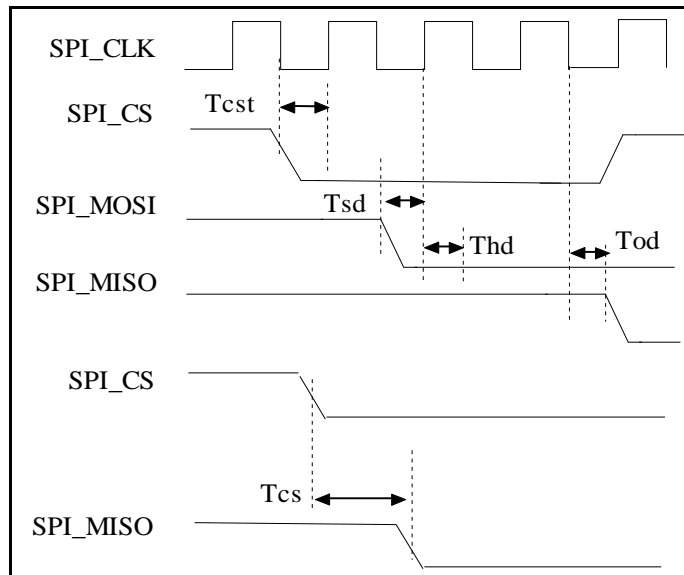 SPI_CLK
Tcst
SPI_CS
Tsd
SPI_MOSI
Thd
Tod
SPI_MISO
SPI_CS
Tcs
SPI_MISO